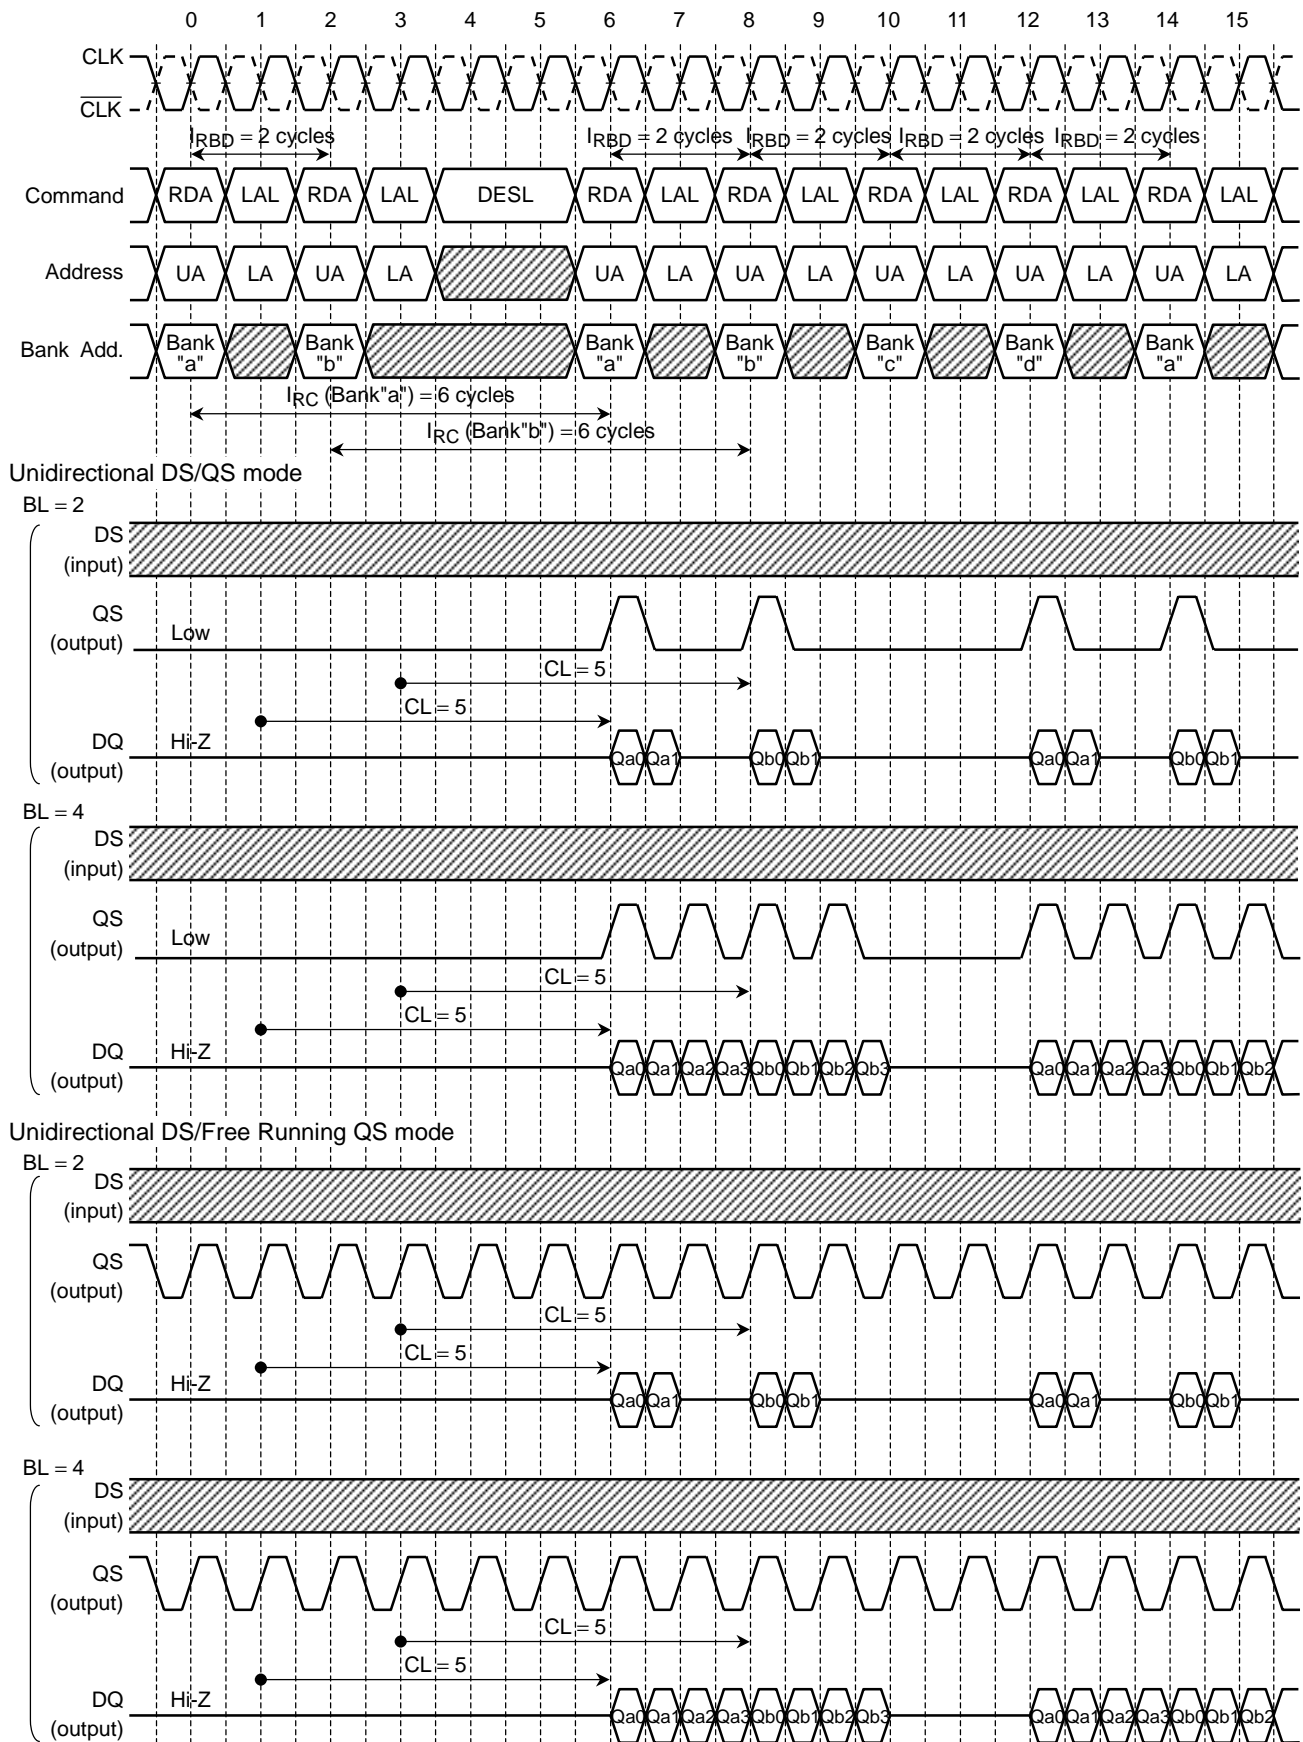 0 1 2 3 4 5 6 7 8 9 10 11 12 13 14 15
CLK
CLK
IRBD = 2 cycles IRBD = 2 cycles IRBD = 2 cycles IRBD = 2 cycles IRBD = 2 cycles
Command RDA LAL RDA LAL DESL RDA LAL RDA LAL RDA LAL RDA LAL RDA LAL
Address UA LA UA LA UA LA UA LA UA LA UA LA UA LA
Bank Add. Bank "a" Bank "b" Bank "a" Bank "b" Bank "c" Bank "d" Bank "a"
IRC (Bank"a") = 6 cycles
IRC (Bank"b") = 6 cycles
Unidirectional DS/QS mode
BL = 2
DS
(input)
QS
(output) Low
CL = 5
CL = 5
DQ Hi-Z
(output) Qa0 Qa1 Qb0 Qb1 Qa0 Qa1 Qb0 Qb1
BL = 4
DS
(input)
QS
(output) Low
CL = 5
CL = 5
DQ Hi-Z
(output) Qa0 Qa1 Qa2 Qa3 Qb0 Qb1 Qb2 Qb3 Qa0 Qa1 Qa2 Qa3 Qb0 Qb1 Qb2
Unidirectional DS/Free Running QS mode
BL = 2
DS
(input)
QS
(output)
CL = 5
CL = 5
DQ Hi-Z
(output) Qa0 Qa1 Qb0 Qb1 Qa0 Qa1 Qb0 Qb1
BL = 4
DS
(input)
QS
(output)
CL = 5
CL = 5
DQ Hi-Z
(output) Qa0 Qa1 Qa2 Qa3 Qb0 Qb1 Qb2 Qb3 Qa0 Qa1 Qa2 Qa3 Qb0 Qb1 Qb2